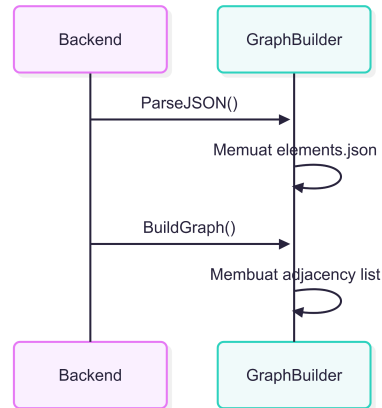 Backend
GraphBuilder
ParseJSON()
Memuat elements.json
BuildGraph()
Membuat adjacency list
Backend
GraphBuilder